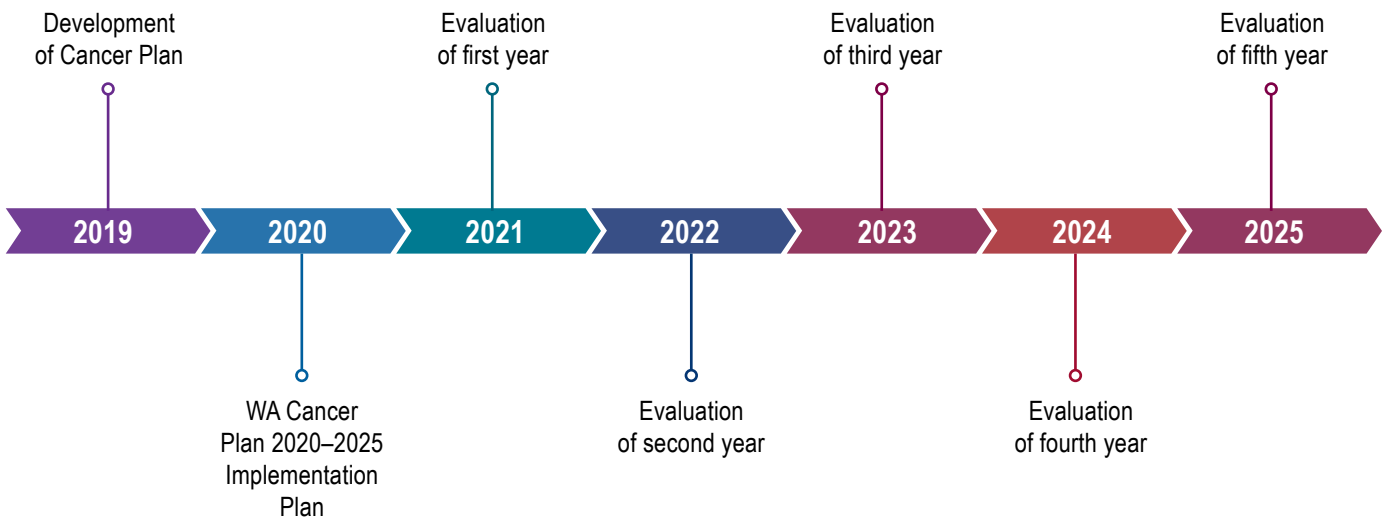 Development
of Cancer Plan
Evaluation
of first year
Evaluation
of third year
Evaluation
of fifth year
2019
2020
2021
2022
2023
2024
2025
WA Cancer
Plan 2020–2025
Implementation
Plan
Evaluation
of second year
Evaluation
of fourth year